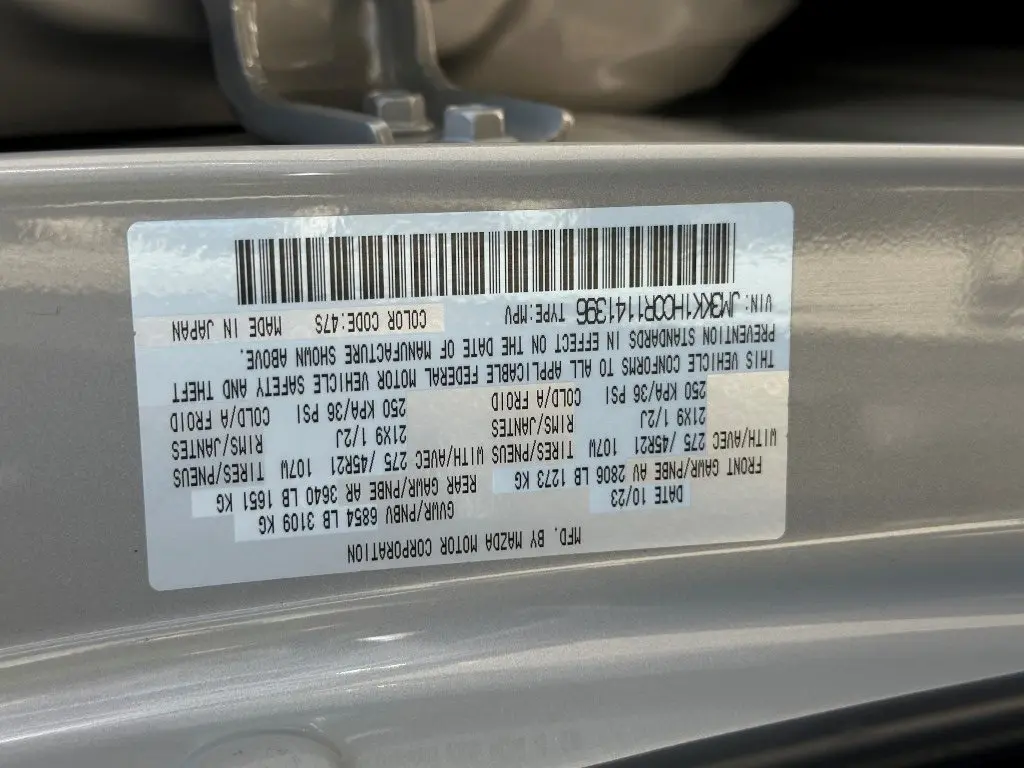 MFD. BY MAZDA MOTOR CORPORATION
DATE 10/23 GVWR/PNBV 6854 LB 3109 KG
FRONT GAWR/PNBE AV 2806 LB 1273 KG REAR GAWR/PNBE AR 3640 LB 1651 KG
WITH/AVEC 275 /45R21 107W TIRES/PNEUS WITH/AVEC 275 /45R21 107W TIRES/PNEUS
21X9 1/2J RIMS/JANTES 21X9 1/2J RIMS/JANTES
250 KPA/36 PSI COLD/A FROID 250 KPA/36 PSI COLD/A FROID
THIS VEHICLE CONFORMS TO ALL APPLICABLE FEDERAL MOTOR VEHICLE SAFETY AND THEFT
PREVENTION STANDARDS IN EFFECT ON THE DATE OF MANUFACTURE SHOWN ABOVE.
VIN: JM3KK1HC0R1141336 TYPE:MPV COLOR CODE:47S MADE IN JAPAN